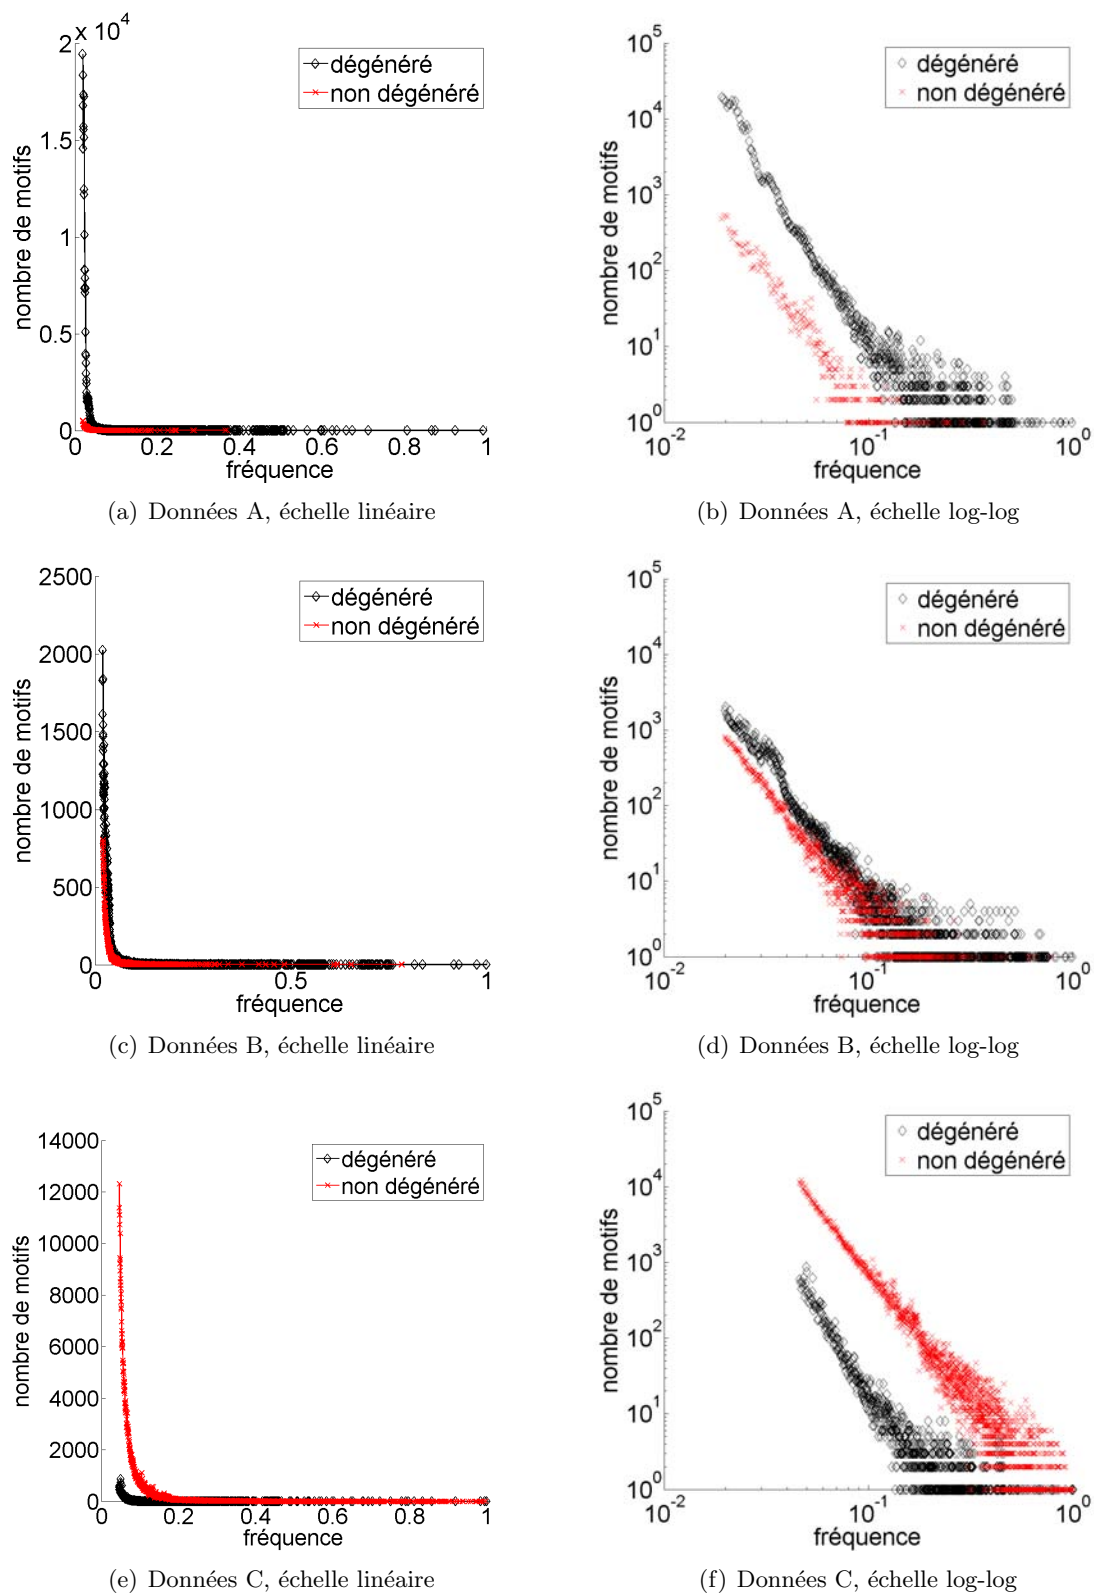 2 x 10^4
1.5
1
0.5
0
0 0.2 0.4 0.6 0.8 1
nombre de motifs
fréquence
dégénéré
non dégénéré
(a) Données A, échelle linéaire
10^5
10^4
10^3
10^2
10^1
10^0
10^-2 10^-1 10^0
nombre de motifs
fréquence
dégénéré
non dégénéré
(b) Données A, échelle log-log
2500
2000
1500
1000
500
0
0 0.5 1
nombre de motifs
fréquence
dégénéré
non dégénéré
(c) Données B, échelle linéaire
10^5
10^4
10^3
10^2
10^1
10^0
10^-2 10^-1 10^0
nombre de motifs
fréquence
dégénéré
non dégénéré
(d) Données B, échelle log-log
14000
12000
10000
8000
6000
4000
2000
0
0 0.2 0.4 0.6 0.8 1
nombre de motifs
fréquence
dégénéré
non dégénéré
(e) Données C, échelle linéaire
10^5
10^4
10^3
10^2
10^1
10^0
10^-2 10^-1 10^0
nombre de motifs
fréquence
dégénéré
non dégénéré
(f) Données C, échelle log-log